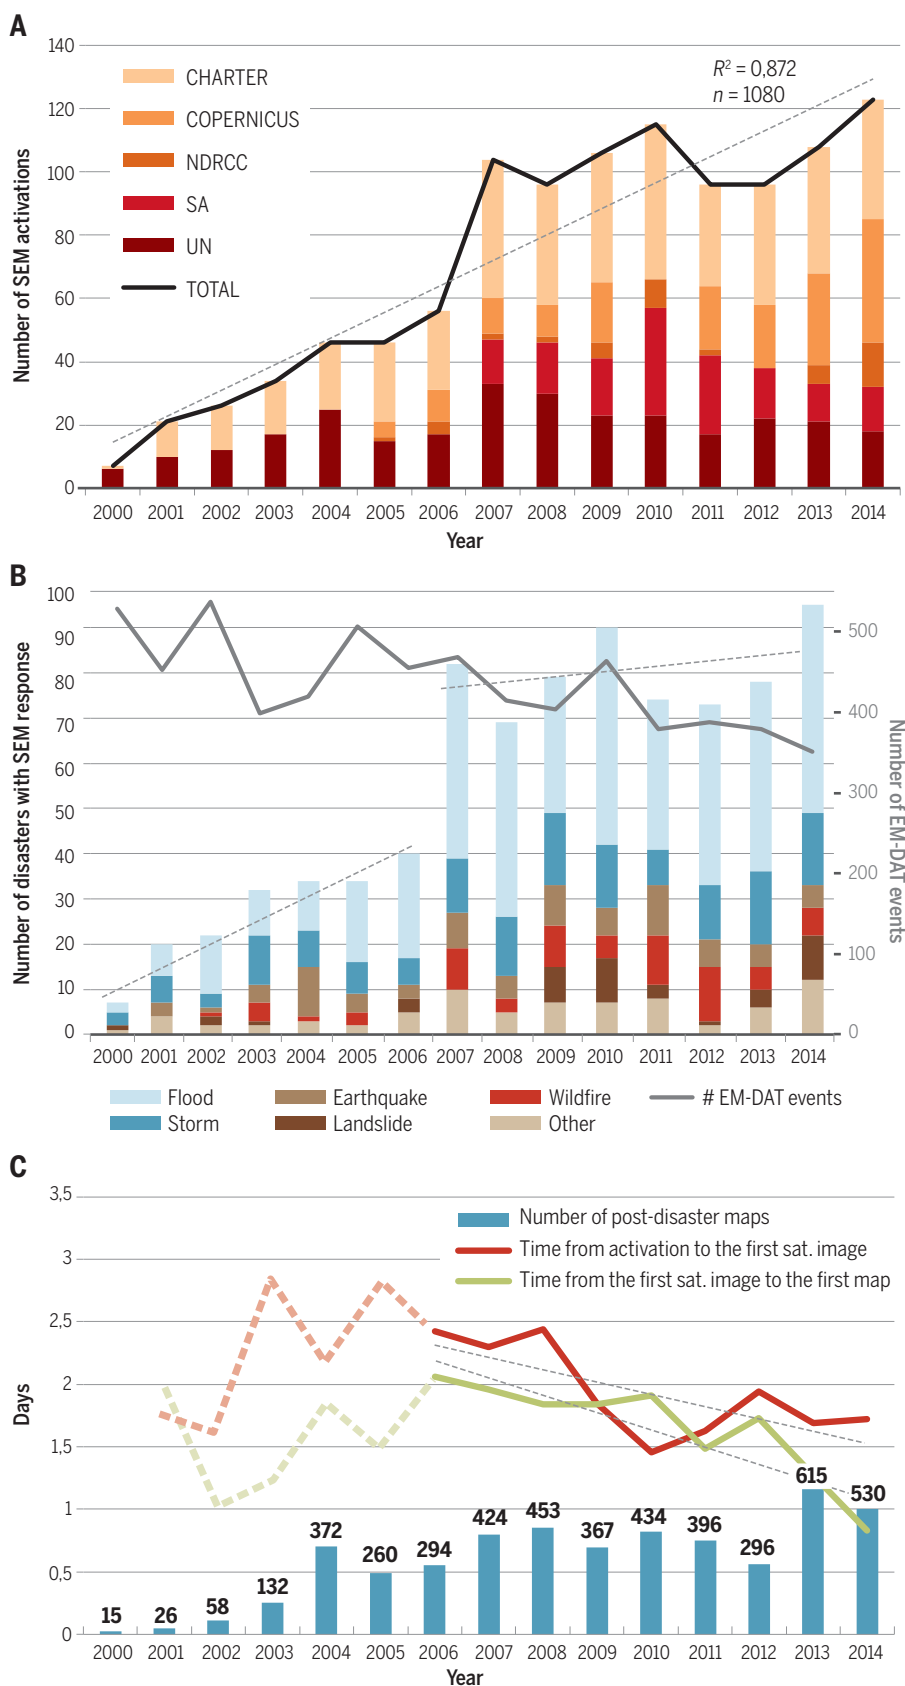 A
140
120
100
80
60
40
20
0
CHARTER
COPERNICUS
NDRCC
SA
UN
TOTAL
R² = 0,872
n = 1080
Number of SEM activations
2000 2001 2002 2003 2004 2005 2006 2007 2008 2009 2010 2011 2012 2013 2014
Year
B
100
90
80
70
60
50
40
30
20
10
0
Number of disasters with SEM response
500
400
300
200
100
0
Number of EM-DAT
events
2000 2001 2002 2003 2004 2005 2006 2007 2008 2009 2010 2011 2012 2013 2014
Flood Earthquake Wildfire # EM-DAT events
Storm Landslide Other
C
3,5
3
2,5
2
1,5
1
0,5
0
Days
Number of post-disaster maps
Time from activation to the first sat. image
Time from the first sat. image to the first map
15 26 58 132 372 260 294 424 453 367 434 396 296 615 530
2000 2001 2002 2003 2004 2005 2006 2007 2008 2009 2010 2011 2012 2013 2014
Year